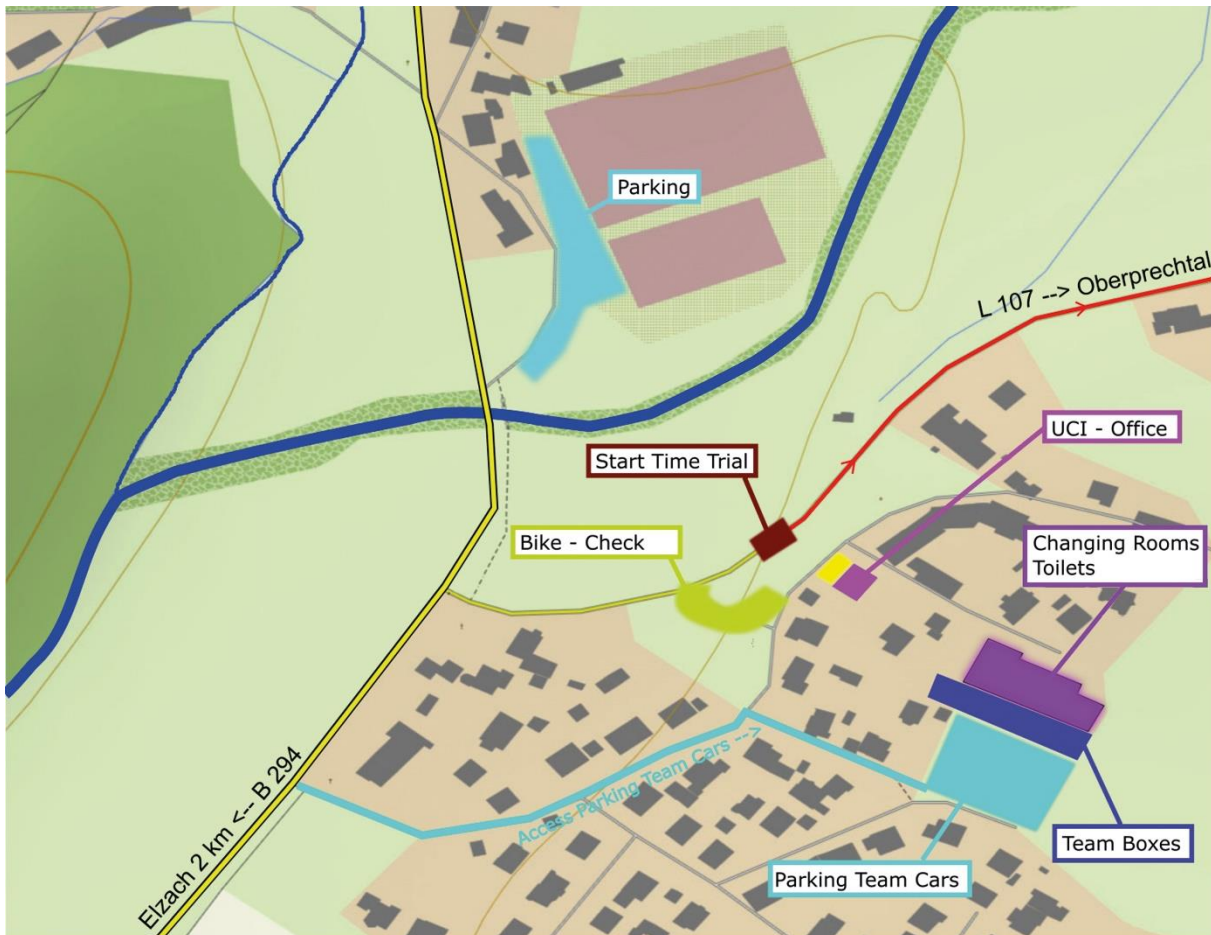 Parking
L 107 --> Oberprechtal
UCI - Office
Start Time Trial
Bike - Check
Changing Rooms
Toilets
Access Parking Team Cars -->
Elzach 2 km <-- B 294
Team Boxes
Parking Team Cars